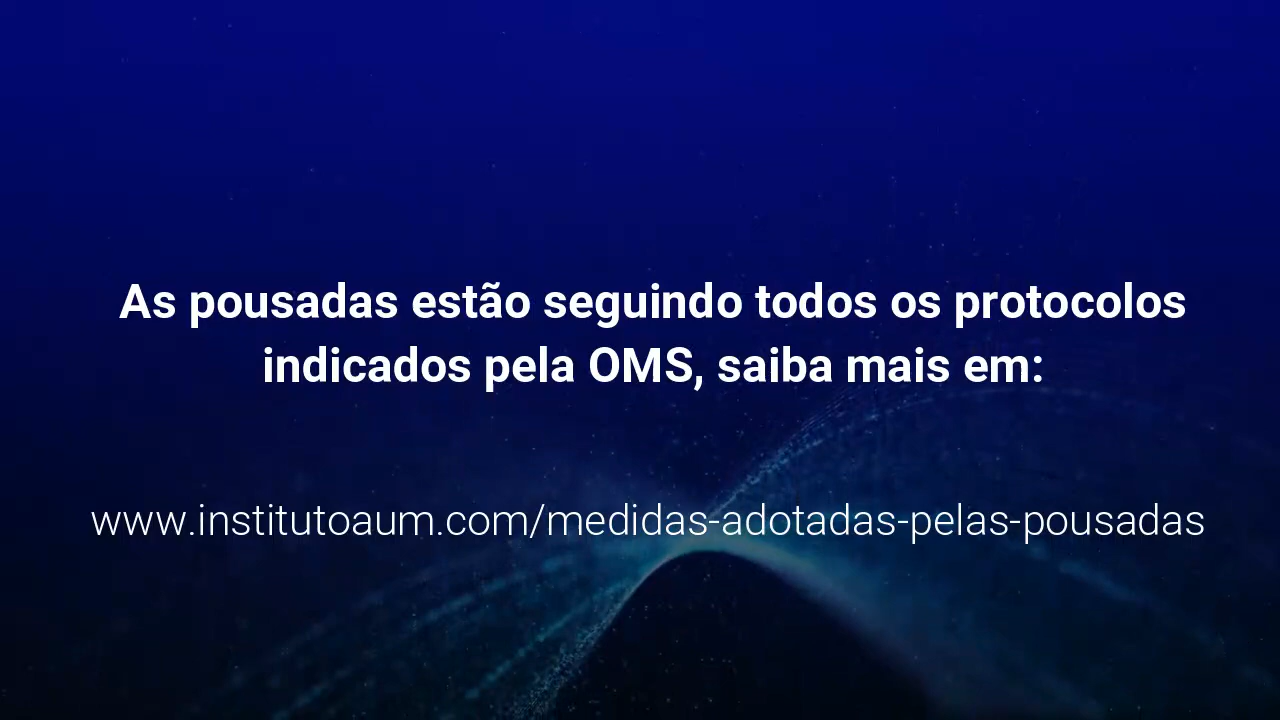 As pousadas estão seguindo todos os protocolos
indicados pela OMS, saiba mais em:
www.institutoaum.com/medidas-adotadas-pelas-pousadas